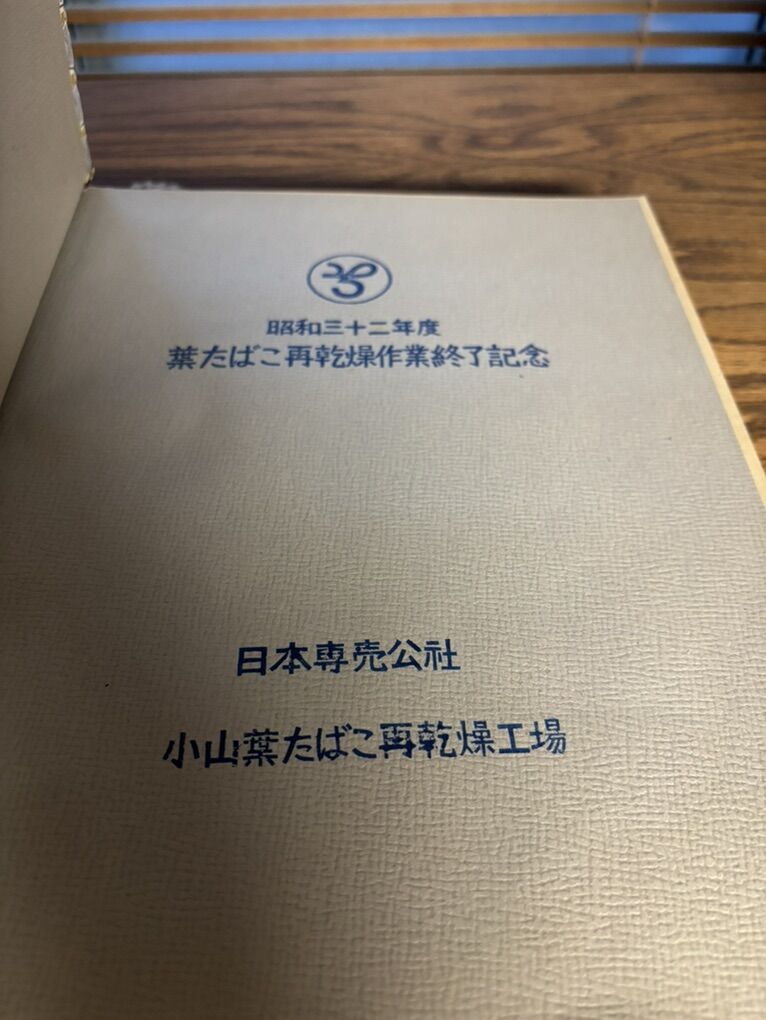 昭和三十二年度
葉たばこ再乾燥作業終了記念
日本専売公社
小山葉たばこ再乾燥工場